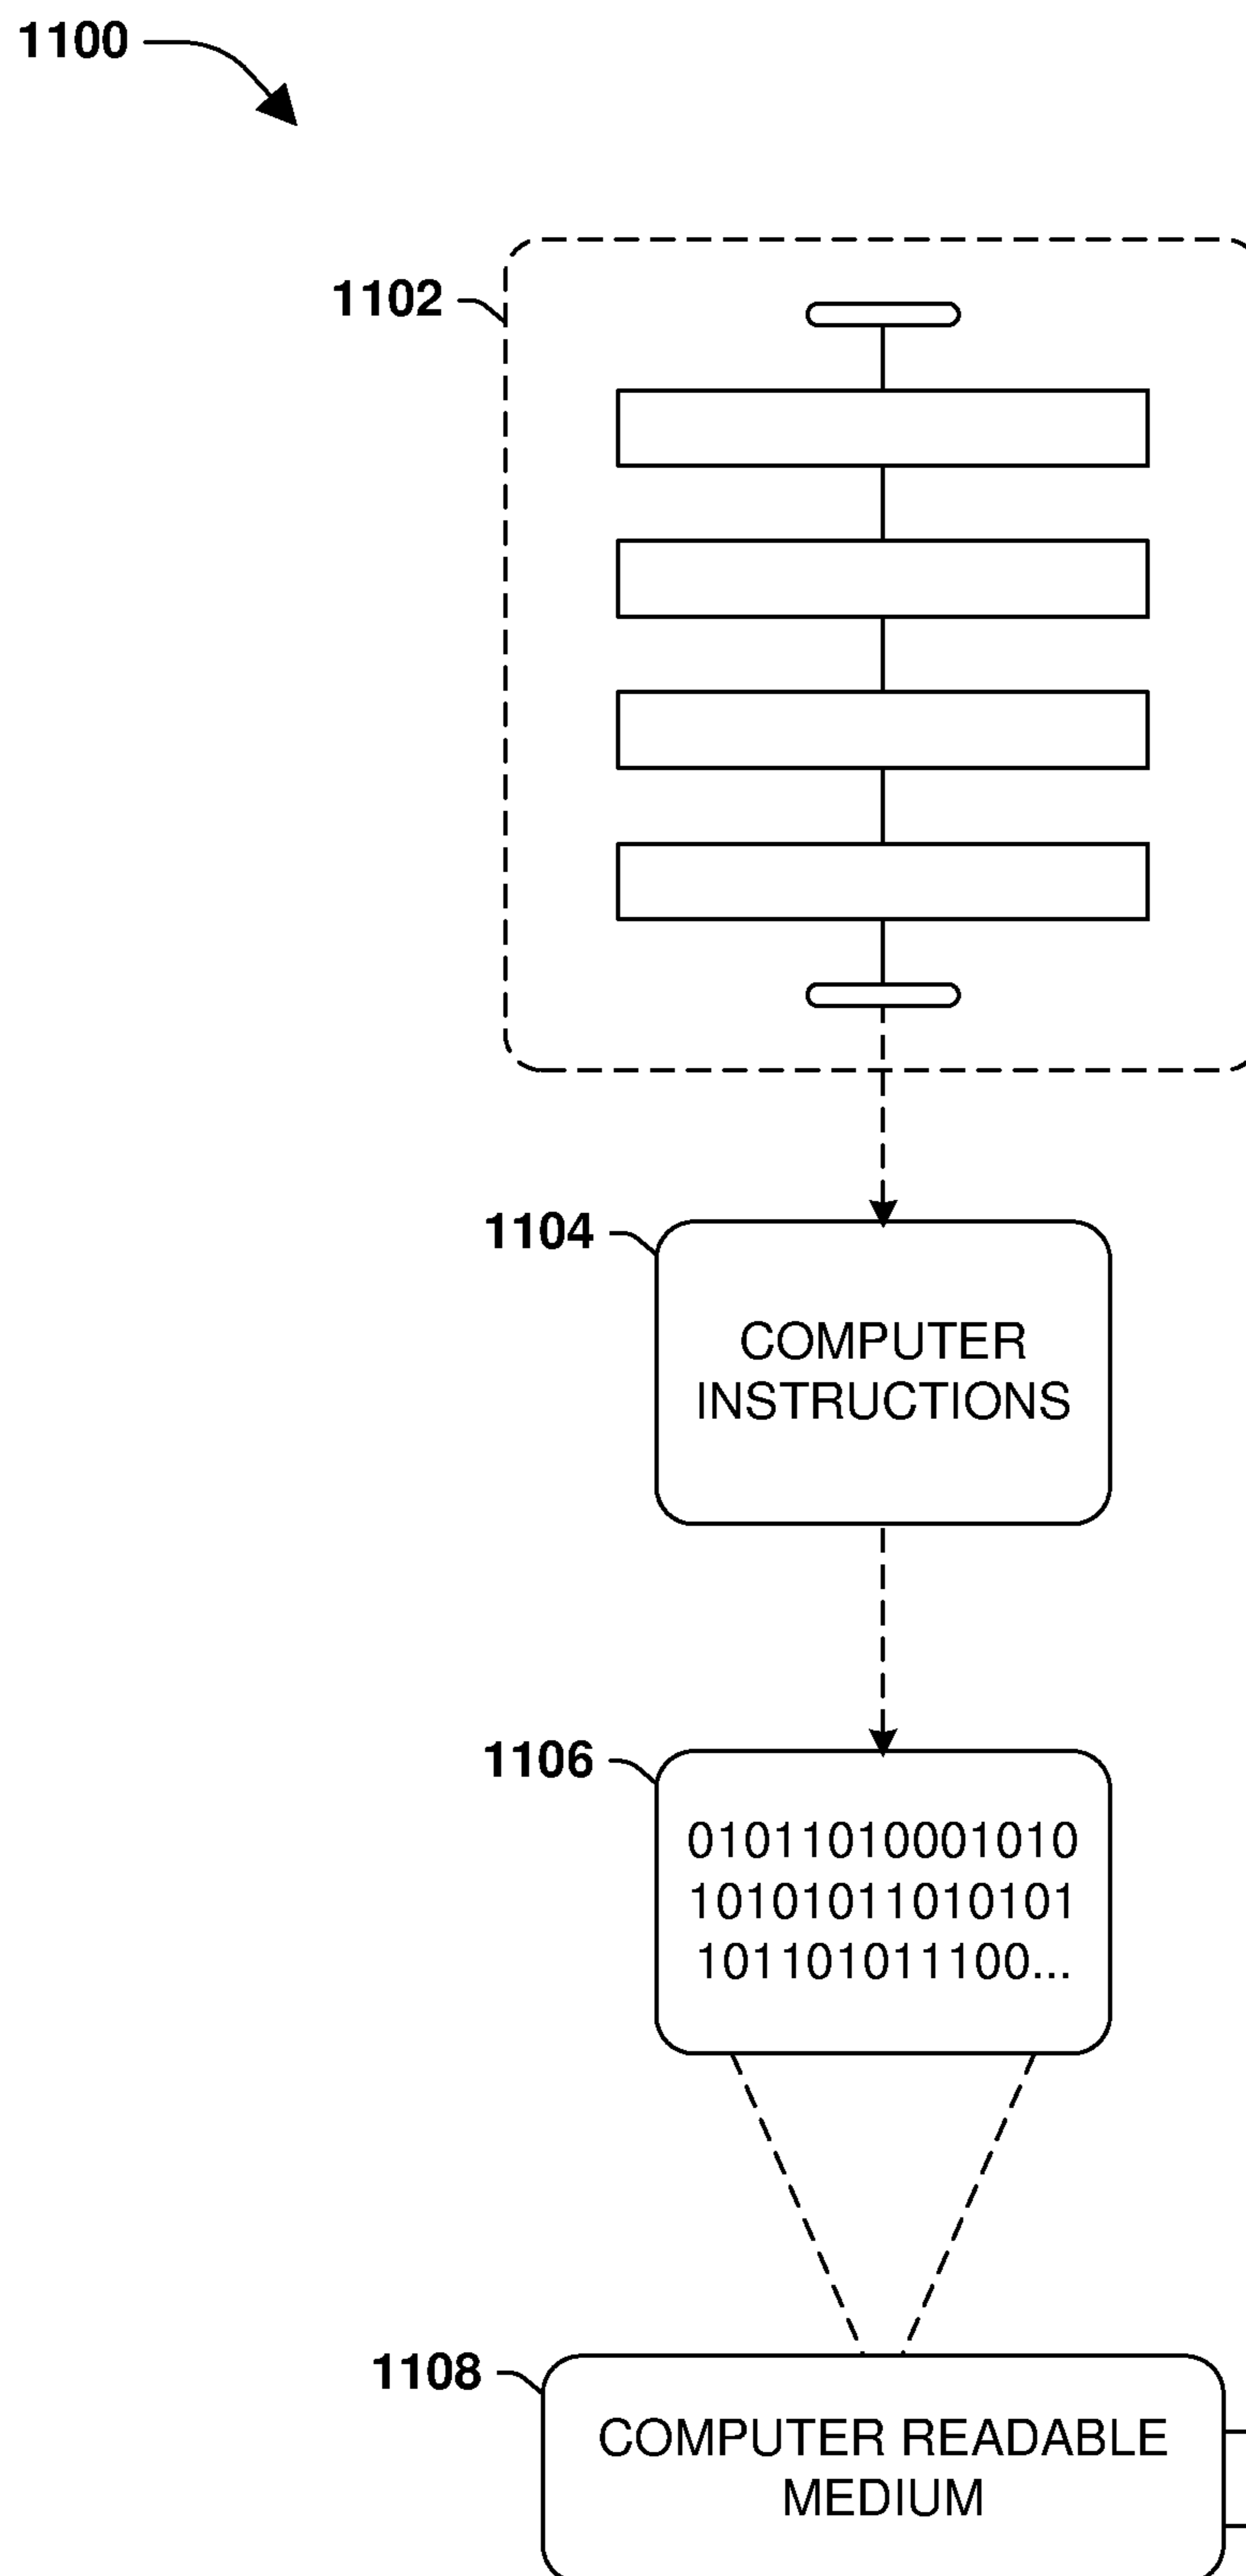 1100
1102
1104
COMPUTER
INSTRUCTIONS
1106
01011010001010
10101011010101
101101011100...
1108
COMPUTER READABLE
MEDIUM